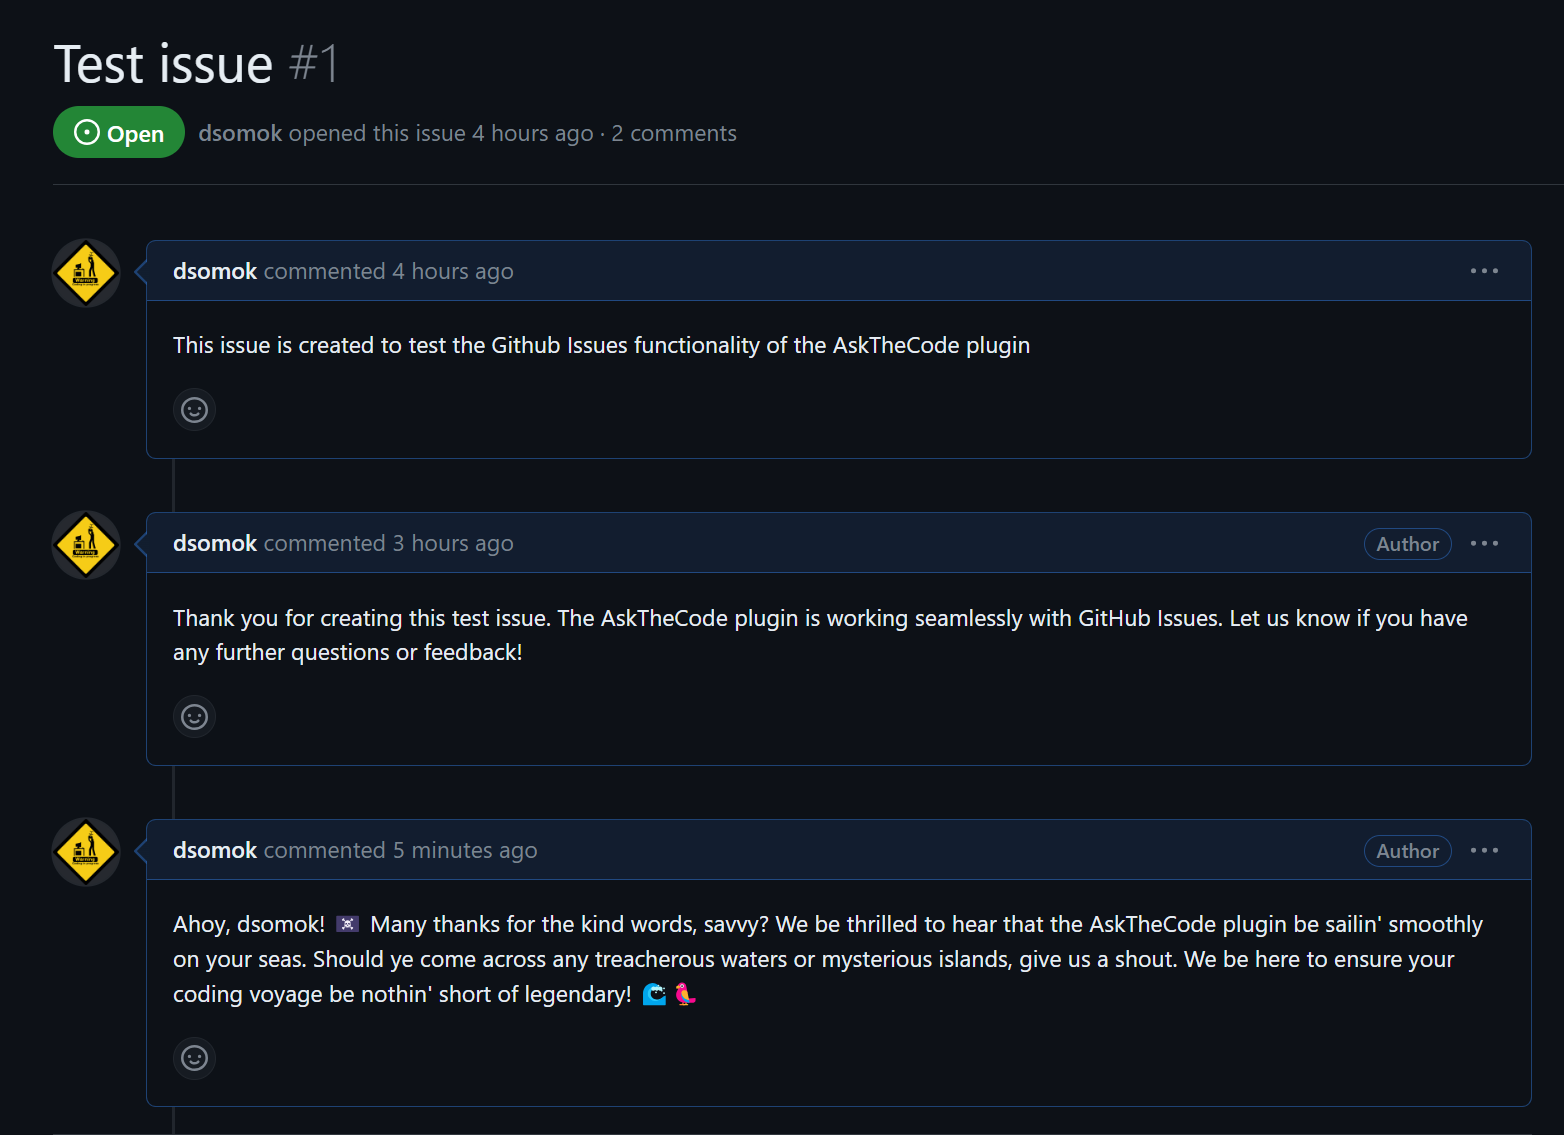 Test issue #1
Open dsomok opened this issue 4 hours ago · 2 comments
dsomok commented 4 hours ago
This issue is created to test the Github Issues functionality of the AskTheCode plugin
dsomok commented 3 hours ago Author
Thank you for creating this test issue. The AskTheCode plugin is working seamlessly with GitHub Issues. Let us know if you have
any further questions or feedback!
dsomok commented 5 minutes ago Author
Ahoy, dsomok! 🏴‍☠️ Many thanks for the kind words, savvy? We be thrilled to hear that the AskTheCode plugin be sailin' smoothly
on your seas. Should ye come across any treacherous waters or mysterious islands, give us a shout. We be here to ensure your
coding voyage be nothin' short of legendary! 🌊🦜